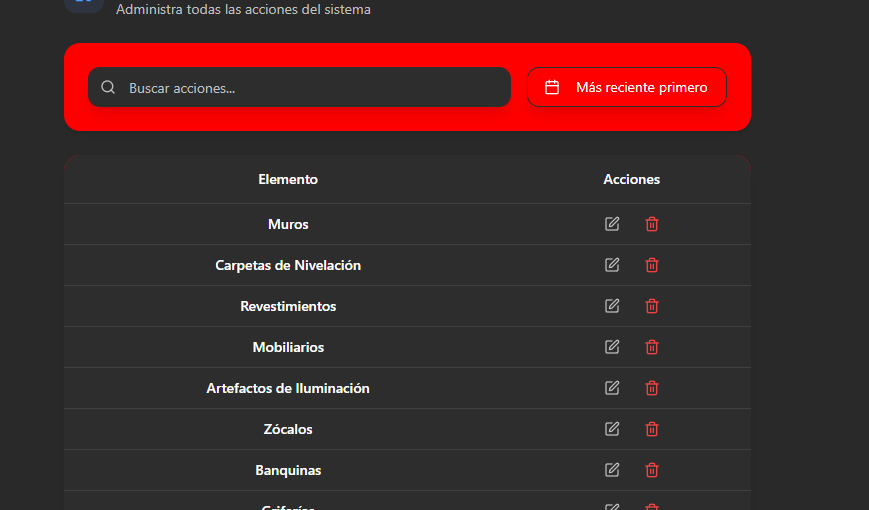 Administra todas las acciones del sistema
Buscar acciones...
Más reciente primero
Elemento Acciones
Muros
Carpetas de Nivelación
Revestimientos
Mobiliarios
Artefactos de Iluminación
Zócalos
Banquinas
Griferías